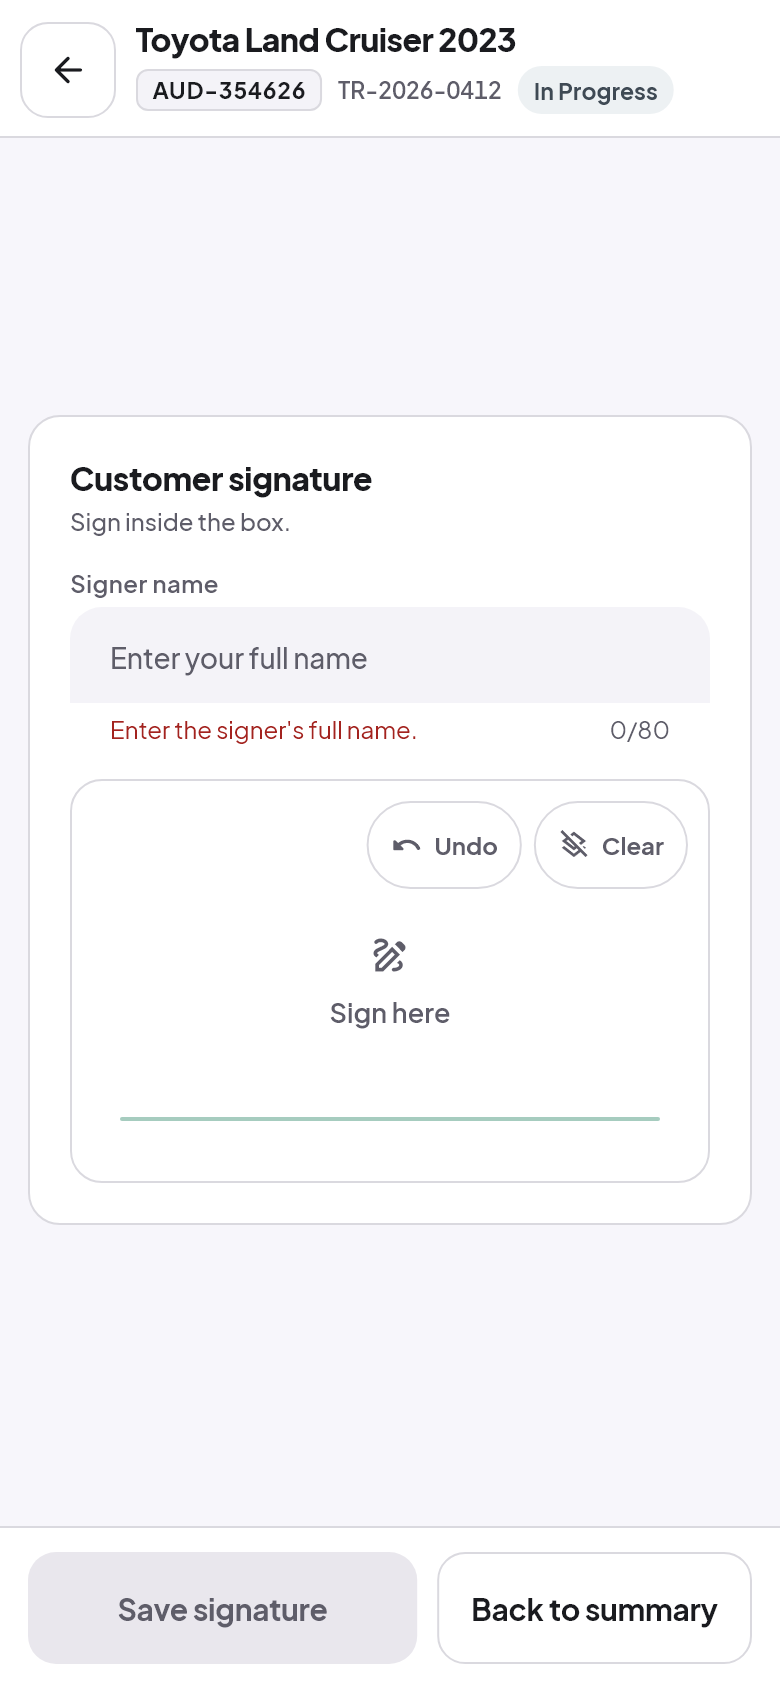 Toyota Land Cruiser 2023
AUD-354626 TR-2026-0412 In Progress
Customer signature
Sign inside the box.
Signer name
Enter your full name
Enter the signer's full name. 0/80
Undo Clear
Sign here
Save signature Back to summary